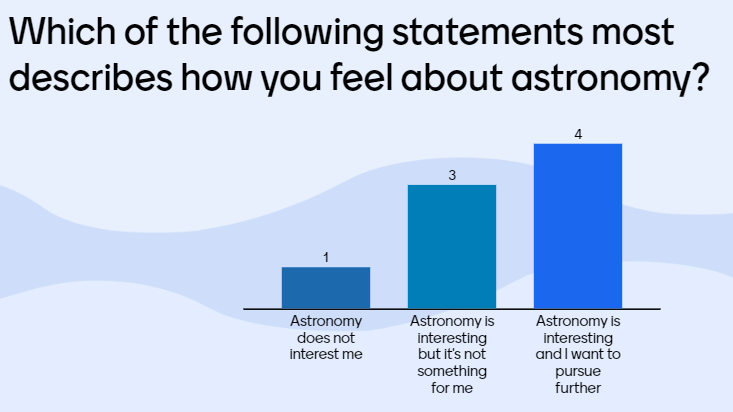 Which of the following statements most
describes how you feel about astronomy?
4
3
1
Astronomy
does not
interest me
Astronomy is
interesting
but it's not
something
for me
Astronomy is
interesting
and I want to
pursue
further